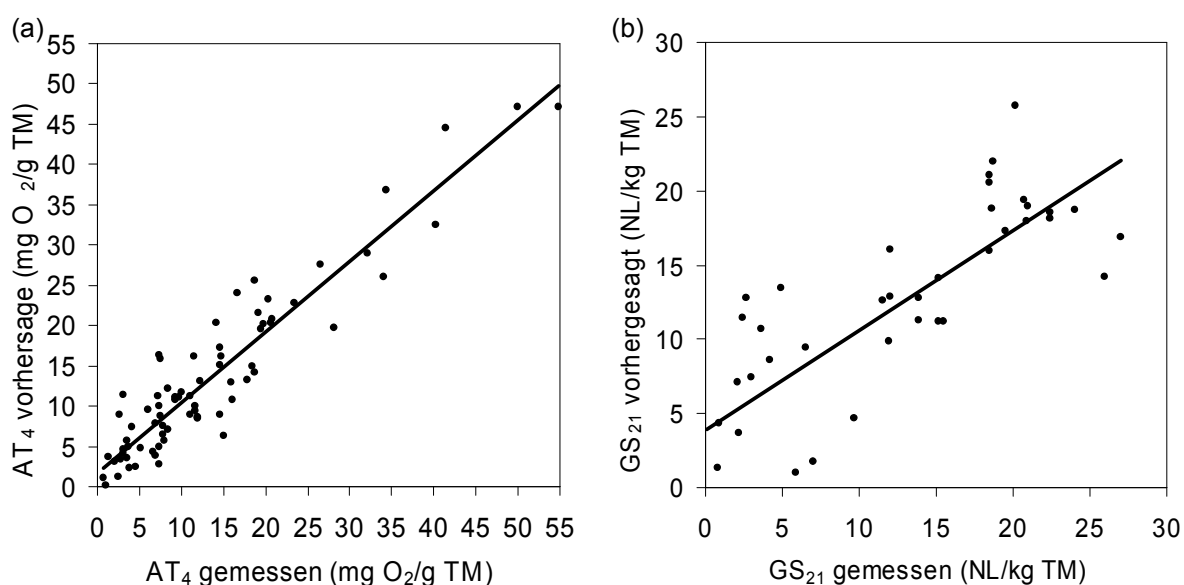 (a)
AT4 vorhersage (mg O 2/g TM)
55
50
45
40
35
30
25
20
15
10
5
0
0 5 10 15 20 25 30 35 40 45 50 55
AT4 gemessen (mg O2/g TM)
(b)
GS21 vorhergesagt (NL/kg TM)
30
25
20
15
10
5
0
0 5 10 15 20 25 30
GS21 gemessen (NL/kg TM)